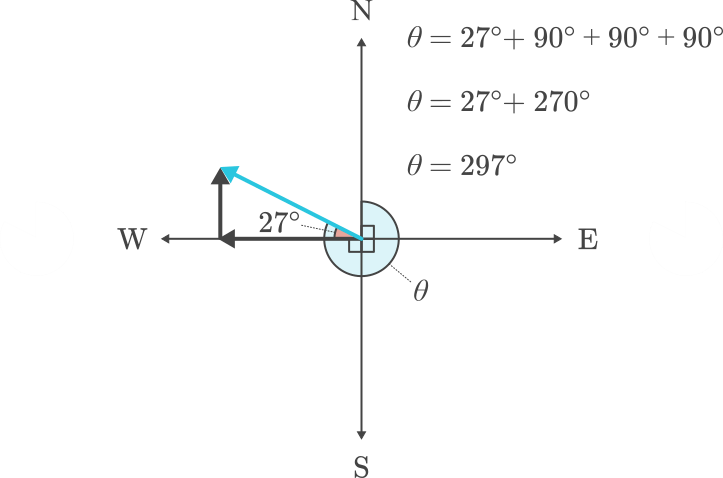 N
θ = 27°+ 90° + 90° + 90°
θ = 27°+ 270°
θ = 297°
27°
W
E
θ
S